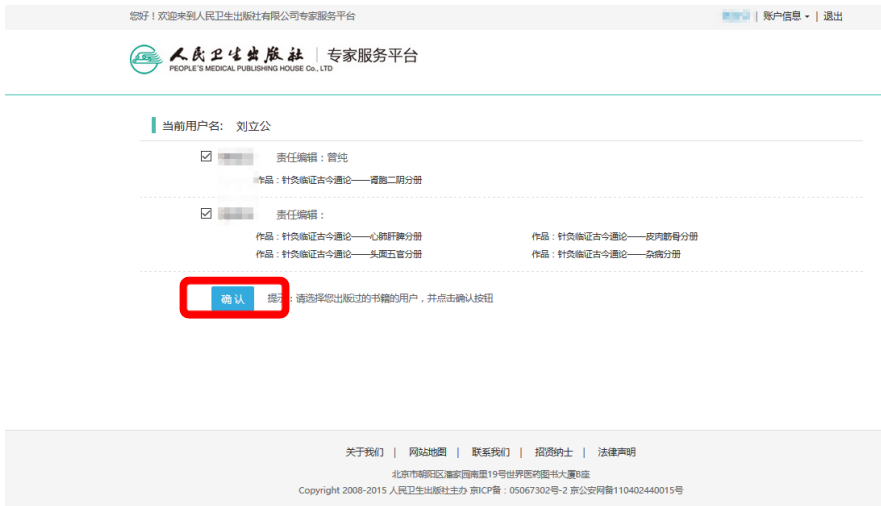 您好！欢迎来到人民卫生出版社有限公司专家服务平台
| 账户信息 | 退出
人民卫生出版社 专家服务平台
PEOPLE'S MEDICAL PUBLISHING HOUSE Co., LTD
当前用户名: 刘立公
责任编辑：曾纯
作品：针灸临证古今通论——肾胞二阴分册
责任编辑：
作品：针灸临证古今通论——心肺肝脾分册 作品：针灸临证古今通论——皮肉筋骨分册
作品：针灸临证古今通论——头面五官分册 作品：针灸临证古今通论——杂病分册
确认 提示：请选择您出版过的书籍的用户，并点击确认按钮
关于我们 | 网站地图 | 联系我们 | 招贤纳士 | 法律声明
北京市朝阳区潘家园南里19号世界医药图书大厦B座
Copyright 2008-2015 人民卫生出版社主办 京ICP备：05067302号-2 京公安网备110402440015号